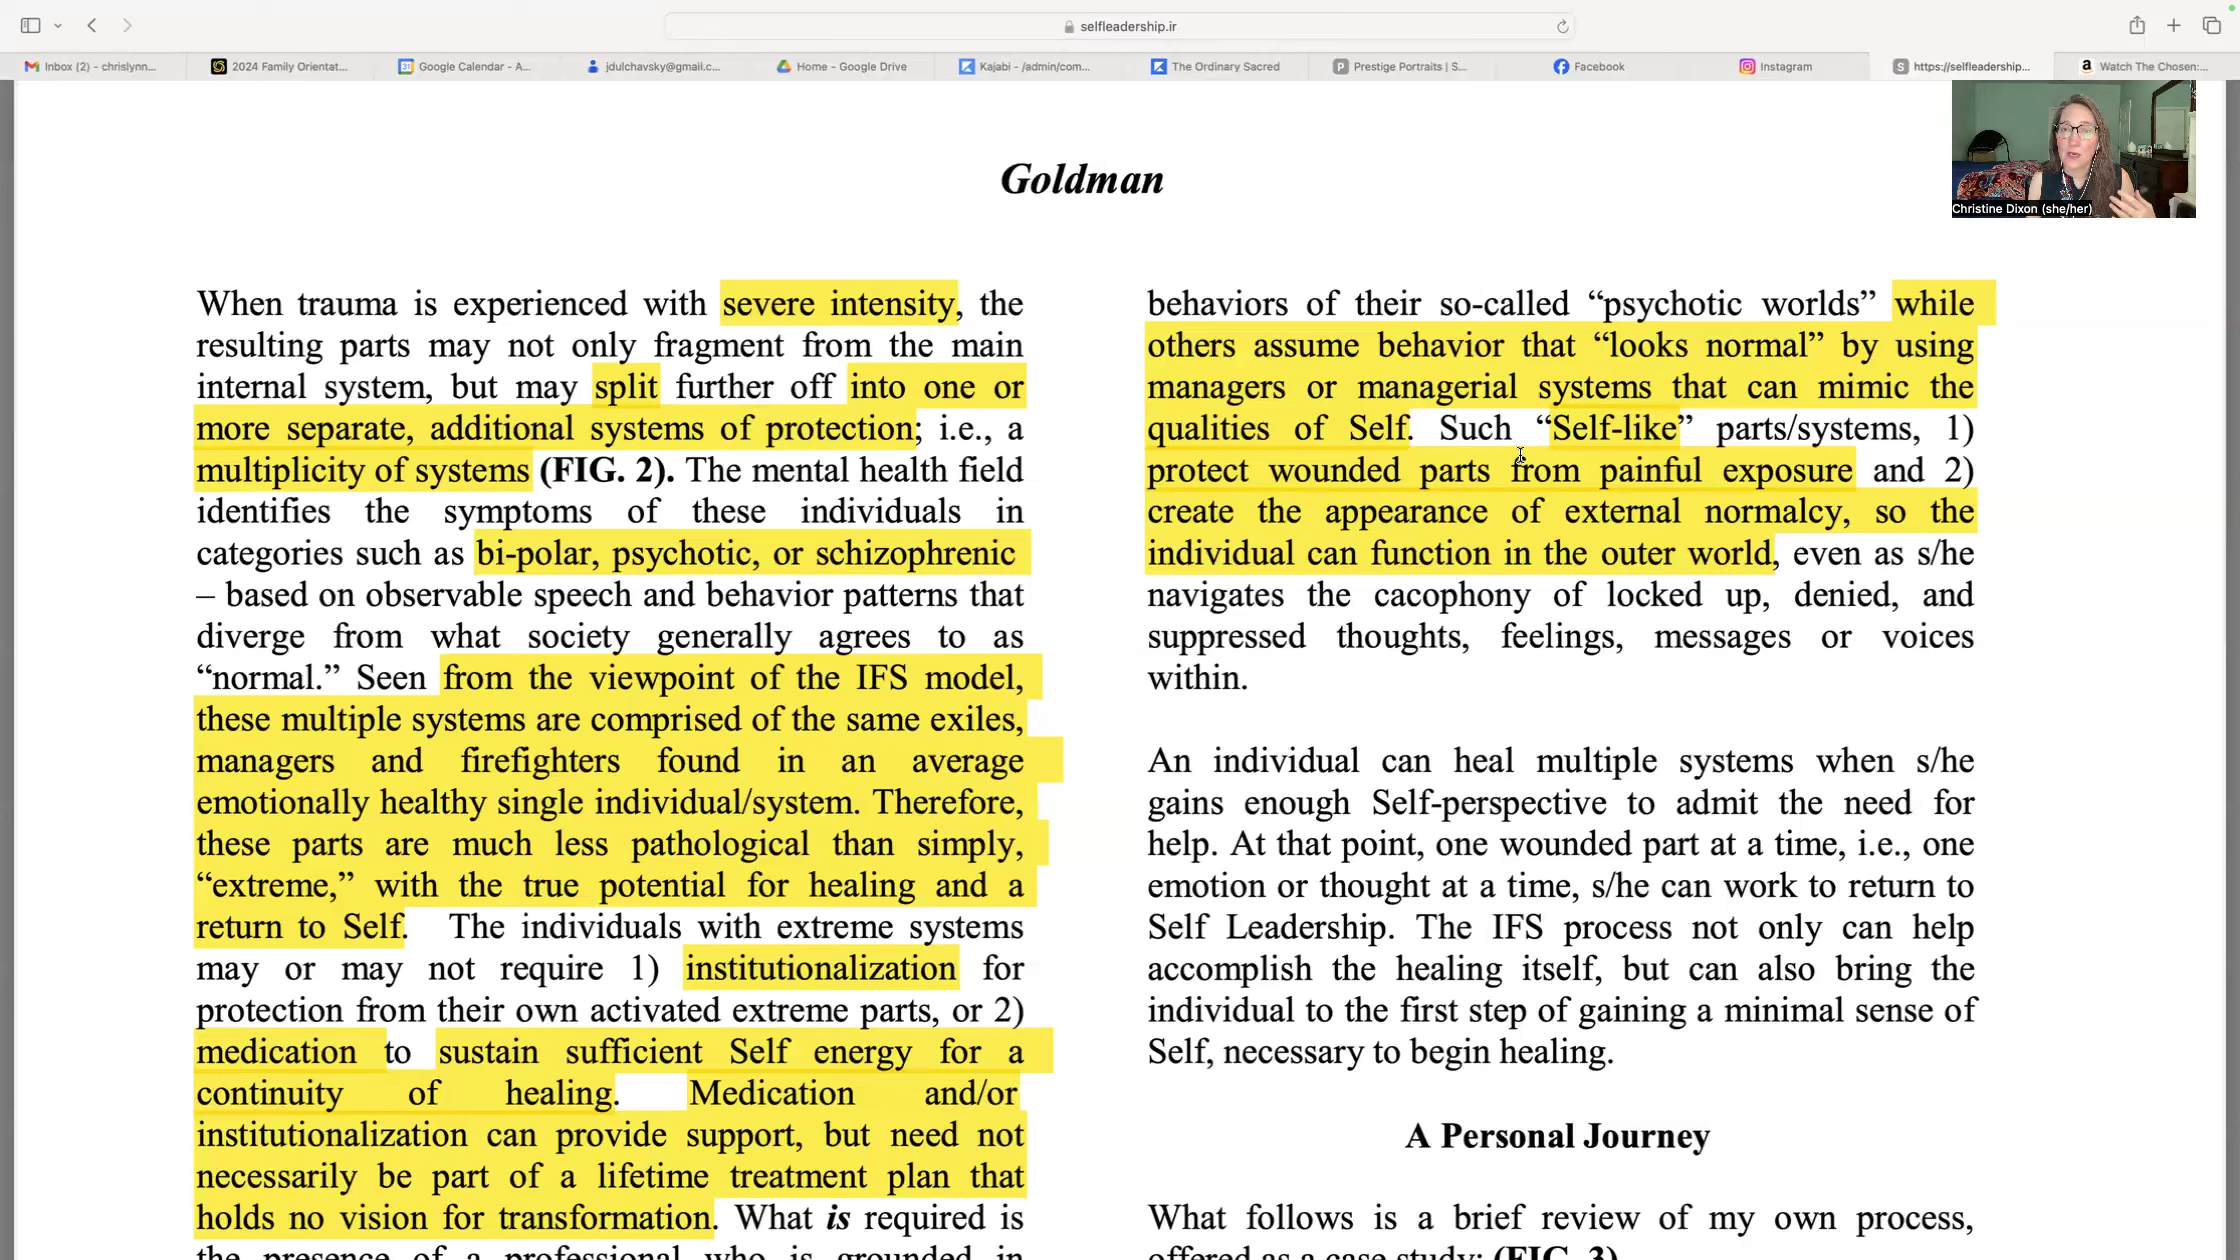 selfleadership.ir
Inbox (2) – chrislynn...
2024 Family Orientat...
Google Calendar - A...
jdulchavsky@gmail.c...
Home - Google Drive
Kajabi - /admin/com...
The Ordinary Sacred
Prestige Portraits | S...
Facebook
Instagram
https://selfleadership...
Watch The Chosen:...
Christine Dixon (she/her)
Goldman
When trauma is experienced with severe intensity, the
resulting parts may not only fragment from the main
internal system, but may split further off into one or
more separate, additional systems of protection; i.e., a
multiplicity of systems (FIG. 2). The mental health field
identifies the symptoms of these individuals in
categories such as bi-polar, psychotic, or schizophrenic
– based on observable speech and behavior patterns that
diverge from what society generally agrees to as
“normal.” Seen from the viewpoint of the IFS model,
these multiple systems are comprised of the same exiles,
managers and firefighters found in an average
emotionally healthy single individual/system. Therefore,
these parts are much less pathological than simply,
“extreme,” with the true potential for healing and a
return to Self. The individuals with extreme systems
may or may not require 1) institutionalization for
protection from their own activated extreme parts, or 2)
medication to sustain sufficient Self energy for a
continuity of healing. Medication and/or
institutionalization can provide support, but need not
necessarily be part of a lifetime treatment plan that
holds no vision for transformation. What is required is
the presence of a professional who is grounded in
behaviors of their so-called “psychotic worlds” while
others assume behavior that “looks normal” by using
managers or managerial systems that can mimic the
qualities of Self. Such “Self-like” parts/systems, 1)
protect wounded parts from painful exposure and 2)
create the appearance of external normalcy, so the
individual can function in the outer world, even as s/he
navigates the cacophony of locked up, denied, and
suppressed thoughts, feelings, messages or voices
within.
An individual can heal multiple systems when s/he
gains enough Self-perspective to admit the need for
help. At that point, one wounded part at a time, i.e., one
emotion or thought at a time, s/he can work to return to
Self Leadership. The IFS process not only can help
accomplish the healing itself, but can also bring the
individual to the first step of gaining a minimal sense of
Self, necessary to begin healing.
A Personal Journey
What follows is a brief review of my own process,
offered as a case study: (FIG. 3)